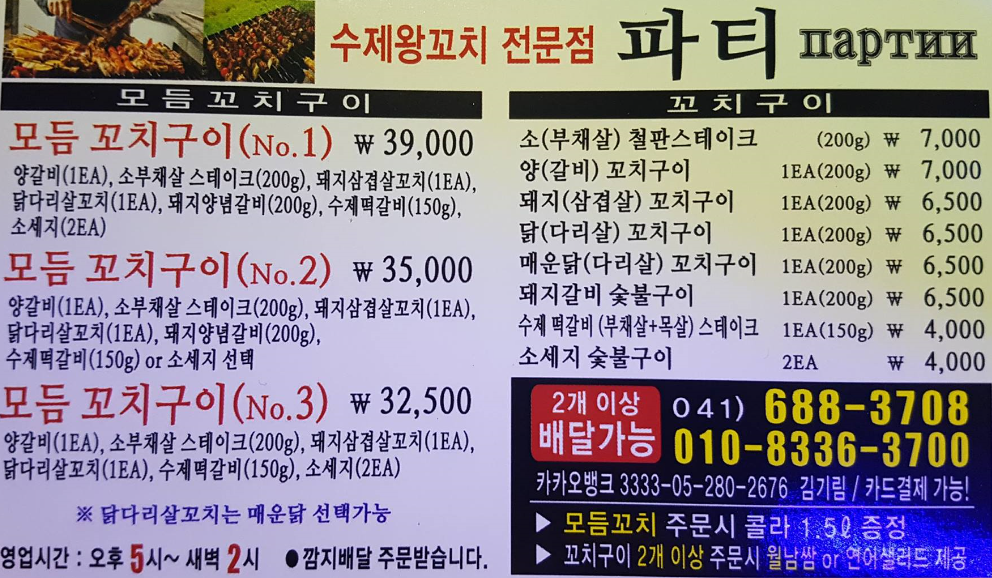 수제왕꼬치 전문점 파티 партии
모듬꼬치구이
모듬 꼬치구이(No.1) ₩ 39,000
양갈비(1EA), 소부채살 스테이크(200g), 돼지삼겹살꼬치(1EA),
닭다리살꼬치(1EA), 돼지양념갈비(200g), 수제떡갈비(150g),
소세지(2EA)
모듬 꼬치구이(No.2) ₩ 35,000
양갈비(1EA), 소부채살 스테이크(200g), 돼지삼겹살꼬치(1EA),
닭다리살꼬치(1EA), 돼지양념갈비(200g),
수제떡갈비(150g) or 소세지 선택
모듬 꼬치구이(No.3) ₩ 32,500
양갈비(1EA), 소부채살 스테이크(200g), 돼지삼겹살꼬치(1EA),
닭다리살꼬치(1EA), 수제떡갈비(150g), 소세지(2EA)
※ 닭다리살꼬치는 매운닭 선택가능
영업시간 : 오후 5시~ 새벽 2시 ●깜지배달 주문받습니다.
꼬치구이
소(부채살) 철판스테이크 (200g) ₩ 7,000
양(갈비) 꼬치구이 1EA(200g) ₩ 7,000
돼지(삼겹살) 꼬치구이 1EA(200g) ₩ 6,500
닭(다리살) 꼬치구이 1EA(200g) ₩ 6,500
매운닭(다리살) 꼬치구이 1EA(200g) ₩ 6,500
돼지갈비 숯불구이 1EA(200g) ₩ 6,500
수제 떡갈비 (부채살+목살) 스테이크 1EA(150g) ₩ 4,000
소세지 숯불구이 2EA ₩ 4,000
2개 이상
배달가능
041) 688-3708
010-8336-3700
카카오뱅크 3333-05-280-2676 김기림 / 카드결제 가능!
▶ 모듬꼬치 주문시 콜라 1.5ℓ 증정
▶ 꼬치구이 2개 이상 주문시 월남쌈 or 연어샐러드 제공